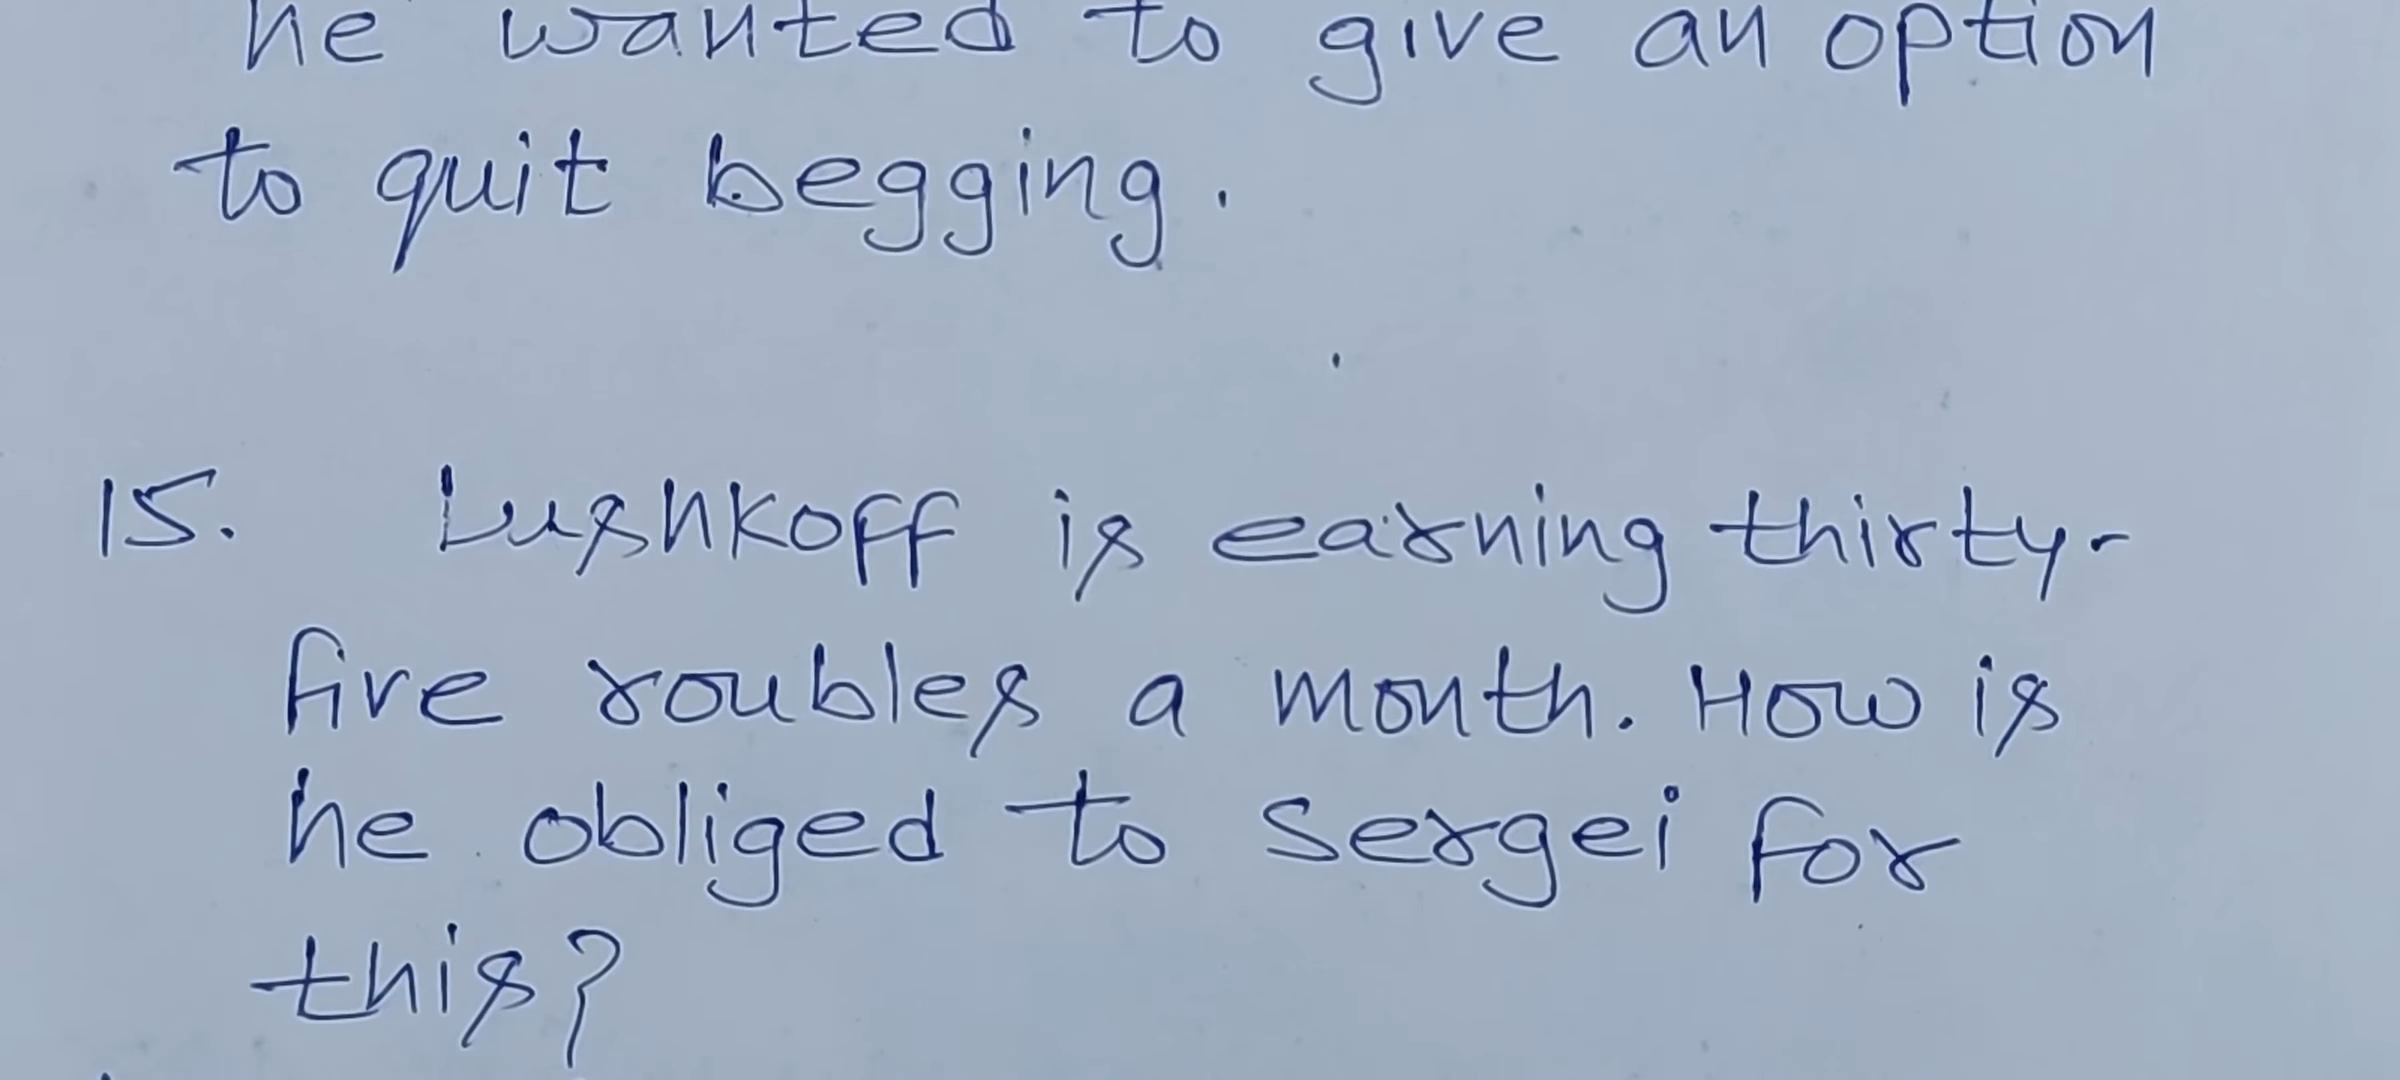 he wanted to give an option
to quit begging.
15. Lushkoff is earning thirty-
five roubles a month. How is
he obliged to Sergei for
this?